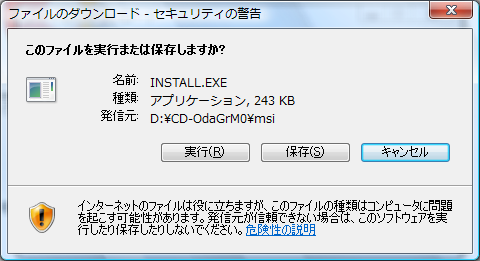 ファイルのダウンロード - セキュリティの警告
このファイルを実行または保存しますか?
名前: INSTALL.EXE
種類: アプリケーション, 243 KB
発信元: D:¥CD-OdaGrM0¥msi
実行(R) 保存(S) キャンセル
インターネットのファイルは役に立ちますが、このファイルの種類はコンピュータに問題
を起こす可能性があります。発信元が信頼できない場合は、このソフトウェアを実
行したり保存したりしないでください。危険性の説明